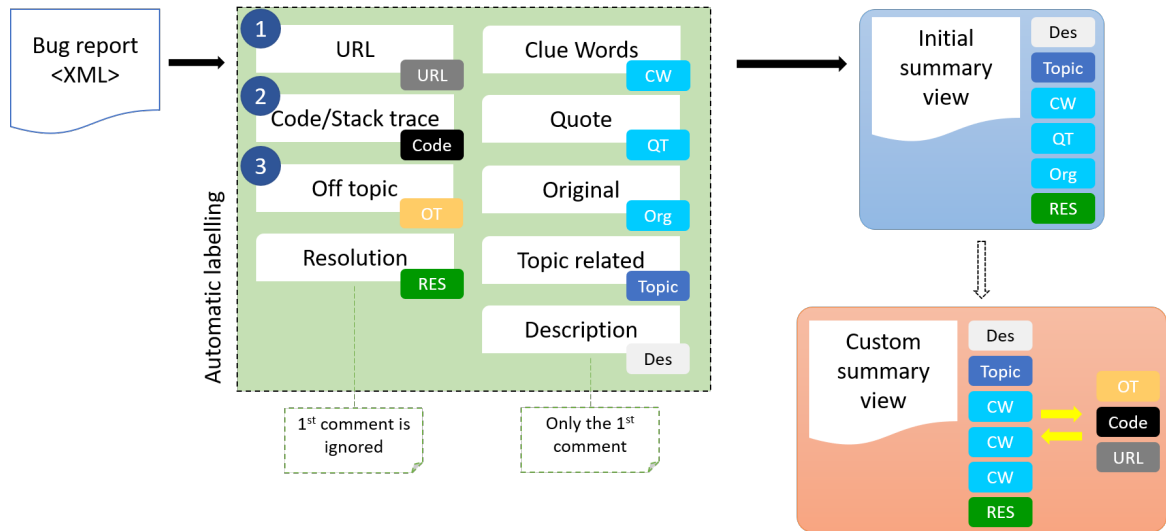 Bug report
<XML>
Automatic labelling
1
URL
URL
2
Code/Stack trace
Code
3
Off topic
OT
Resolution
RES
1st comment is
ignored
Clue Words
CW
Quote
QT
Original
Org
Topic related
Topic
Description
Des
Only the 1st
comment
Initial
summary
view
Des
Topic
CW
QT
Org
RES
Custom
summary
view
Des
Topic
CW
CW
CW
RES
OT
Code
URL